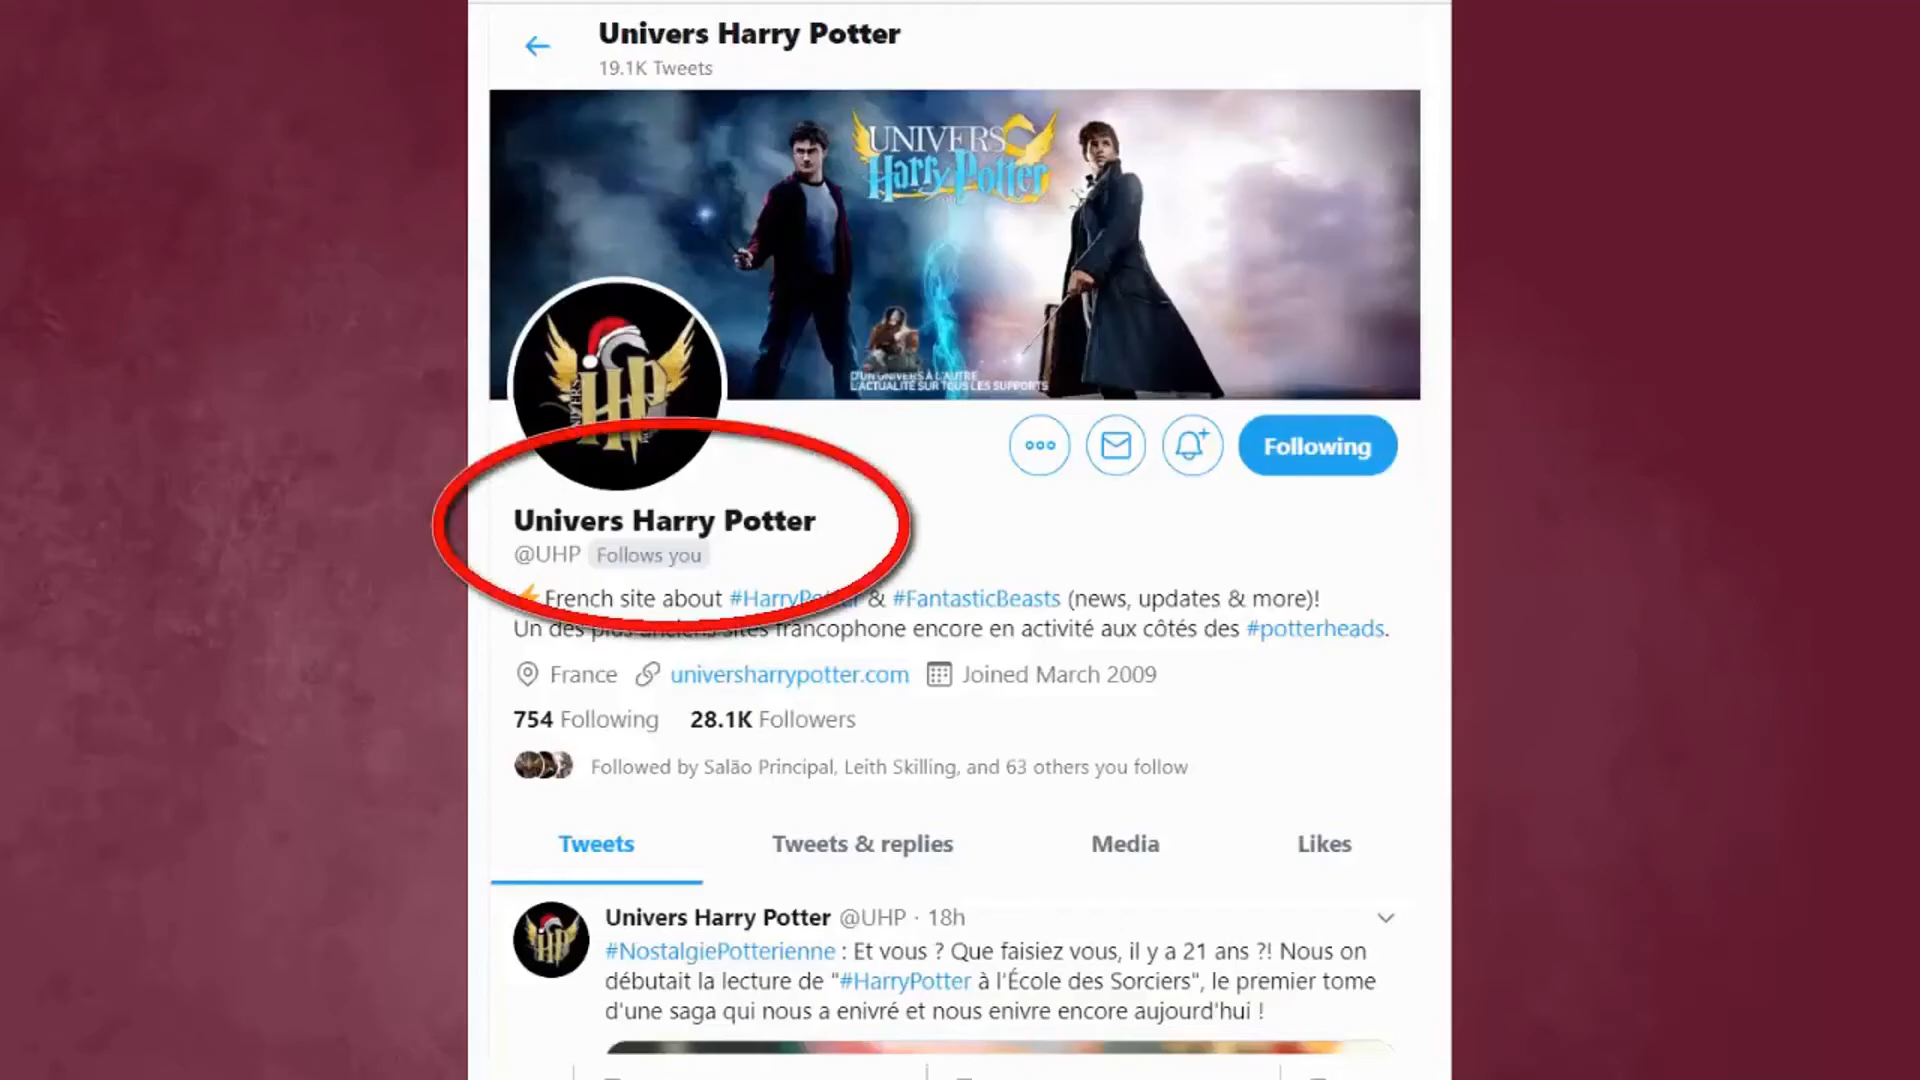 Univers Harry Potter
19.1K Tweets
UNIVERS
Harry Potter
D'UN UNIVERS À L'AUTRE
L'ACTUALITÉ SUR TOUS LES SUPPORTS
HP
Following
Univers Harry Potter
@UHP Follows you
French site about #HarryPotter & #FantasticBeasts (news, updates & more)!
Un des plus anciens sites francophone encore en activité aux côtés des #potterheads.
France universharrypotter.com Joined March 2009
754 Following 28.1K Followers
Followed by Salão Principal, Leith Skilling, and 63 others you follow
Tweets Tweets & replies Media Likes
Univers Harry Potter @UHP · 18h
#NostalgiePotterienne : Et vous ? Que faisiez vous, il y a 21 ans ?! Nous on
débutait la lecture de "#HarryPotter à l'École des Sorciers", le premier tome
d'une saga qui nous a enivré et nous enivre encore aujourd'hui !